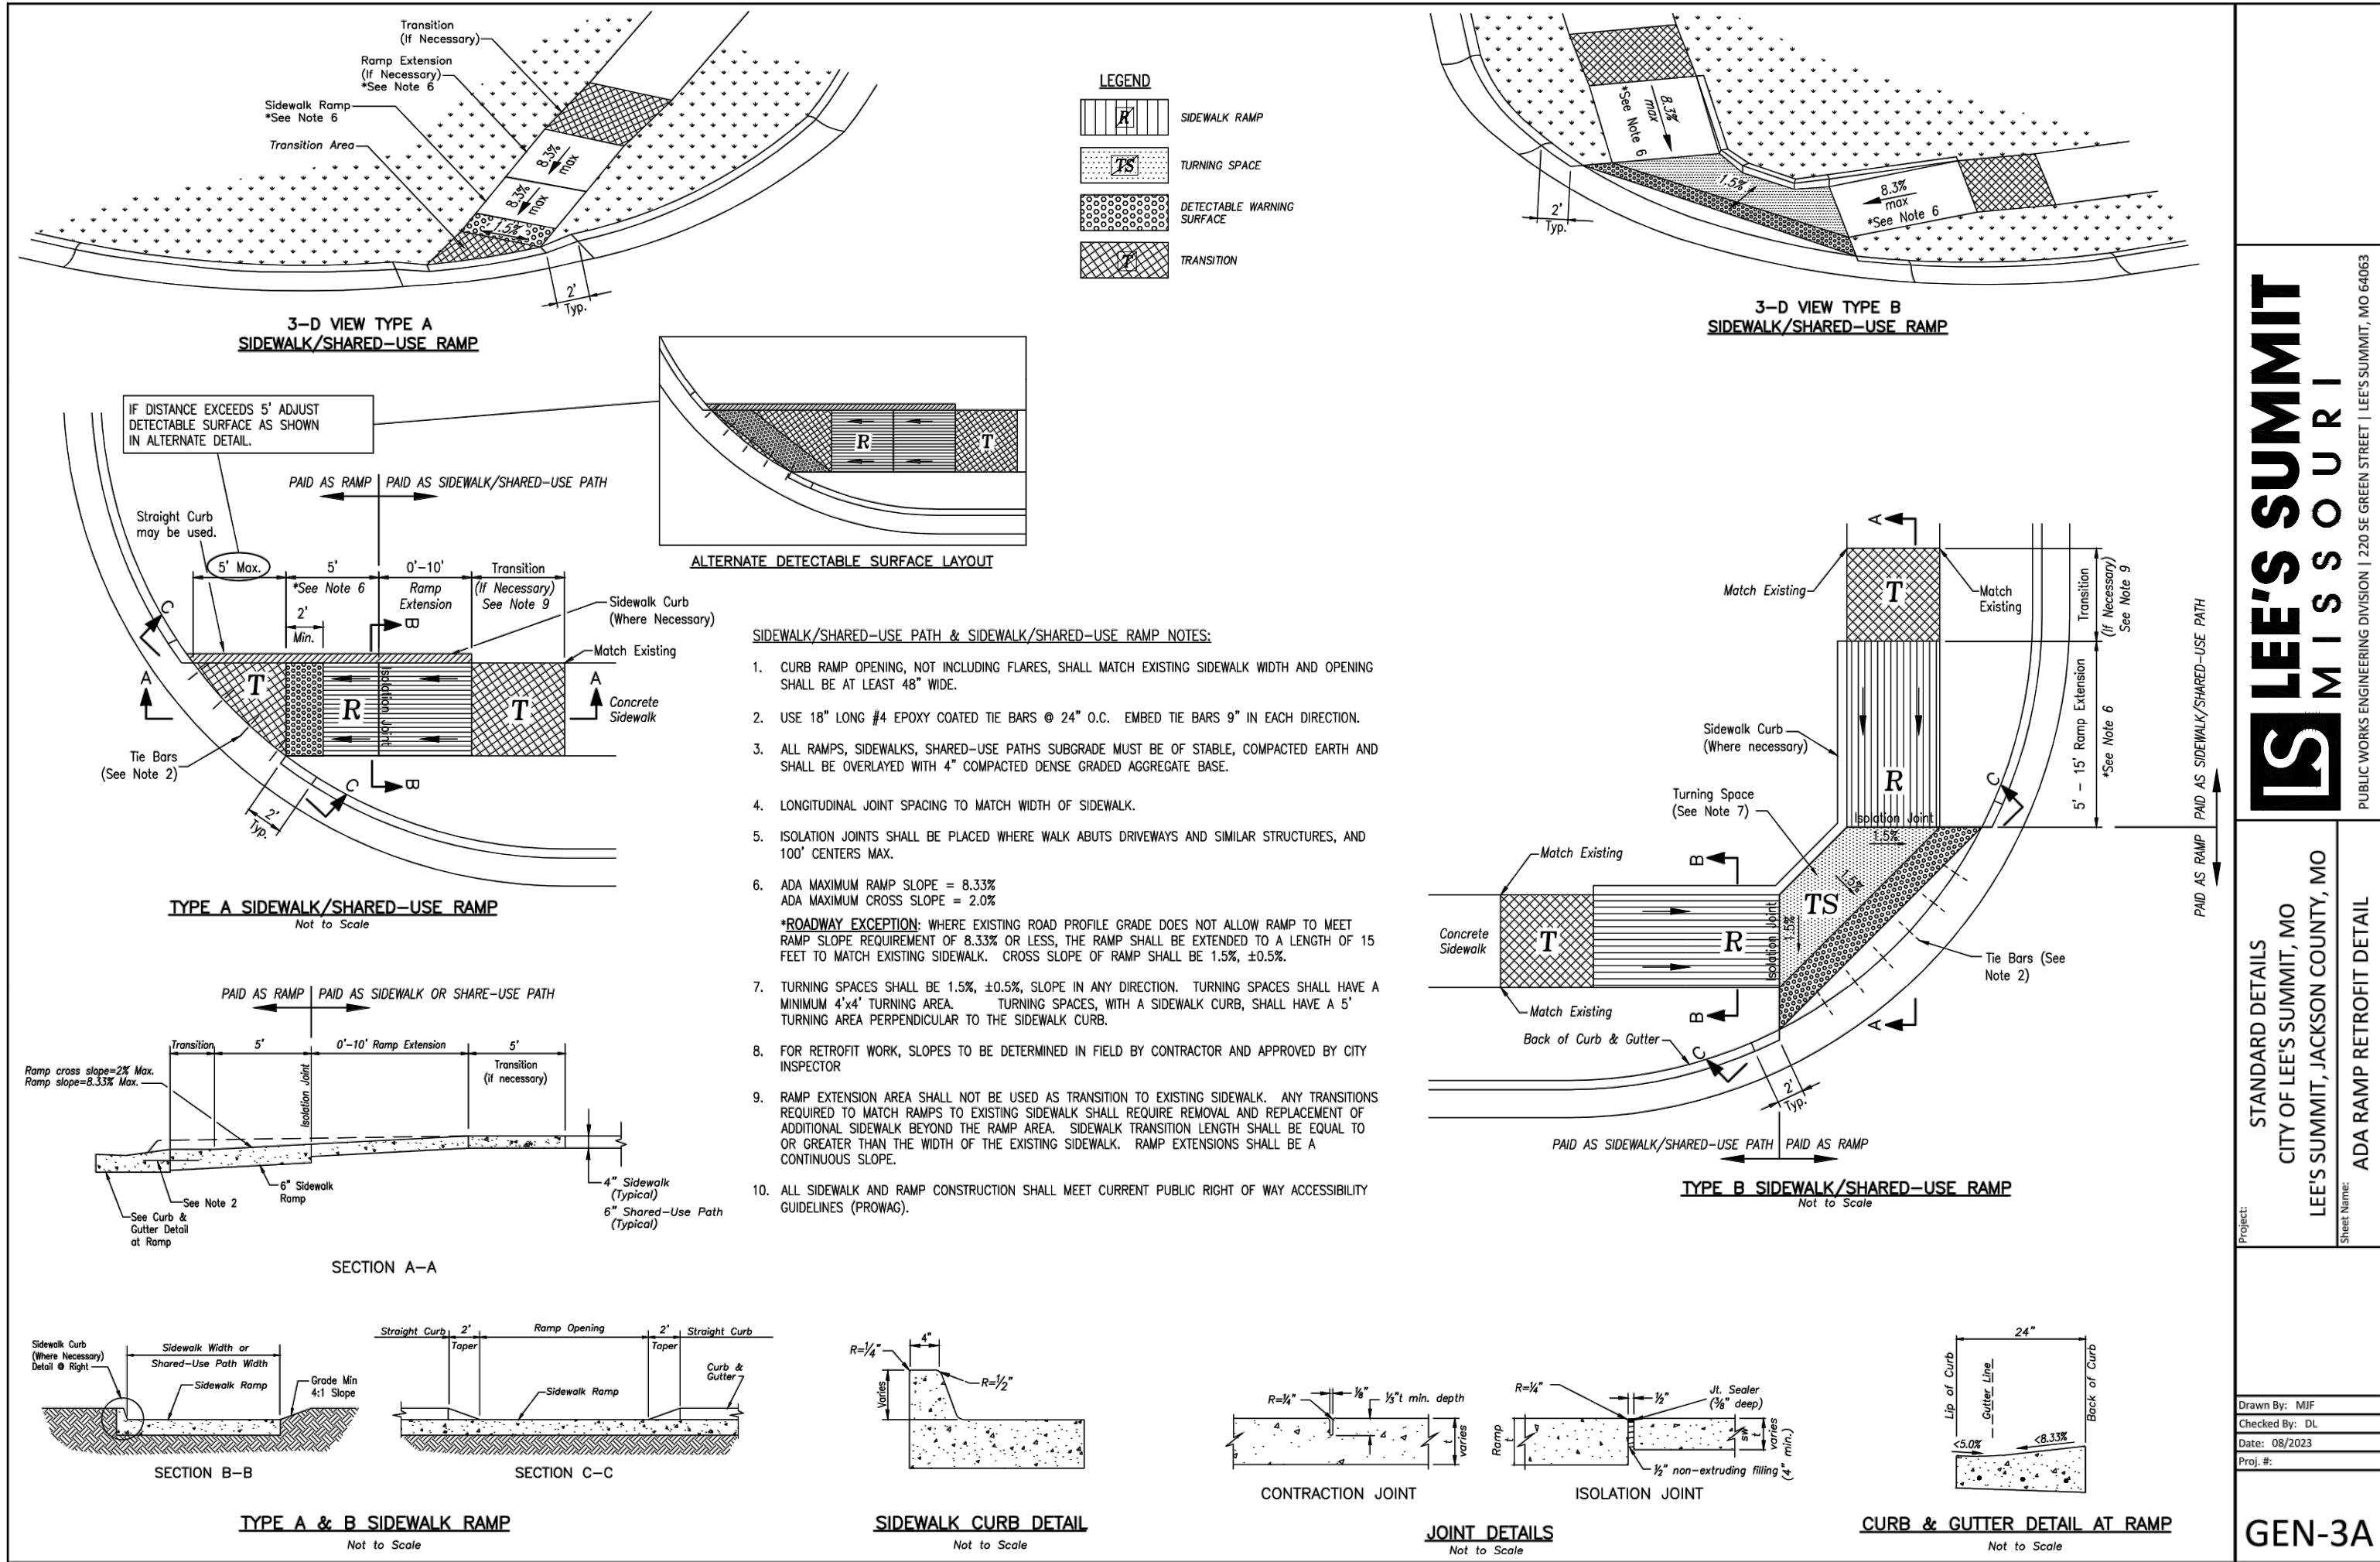 Transition
(If Necessary)
Ramp Extension
(If Necessary)
*See Note 6
Sidewalk Ramp
*See Note 6
Transition Area
8.3%
max
8.3%
max
1.5%
2'
Typ.
3-D VIEW TYPE A
SIDEWALK/SHARED-USE RAMP
LEGEND
R
SIDEWALK RAMP
TS
TURNING SPACE
DETECTABLE WARNING
SURFACE
T
TRANSITION
8.3%
max
*See Note 6
1.5%
8.3%
max
*See Note 6
2'
Typ.
3-D VIEW TYPE B
SIDEWALK/SHARED-USE RAMP
IF DISTANCE EXCEEDS 5' ADJUST
DETECTABLE SURFACE AS SHOWN
IN ALTERNATE DETAIL.
R
T
ALTERNATE DETECTABLE SURFACE LAYOUT
PAID AS RAMP
PAID AS SIDEWALK/SHARED-USE PATH
Straight Curb
may be used.
5' Max.
5'
*See Note 6
0'-10'
Ramp
Extension
Transition
(If Necessary)
See Note 9
2'
Min.
Sidewalk Curb
(Where Necessary)
Match Existing
Concrete
Sidewalk
C
B
A
T
R
Isolation Joint
T
A
Tie Bars
(See Note 2)
C
B
2'
Typ.
TYPE A SIDEWALK/SHARED-USE RAMP
Not to Scale
PAID AS RAMP
PAID AS SIDEWALK OR SHARE-USE PATH
Transition
5'
0'-10' Ramp Extension
5'
Transition
(if necessary)
Ramp cross slope=2% Max.
Ramp slope=8.33% Max.
Isolation Joint
See Note 2
6" Sidewalk
Ramp
See Curb &
Gutter Detail
at Ramp
4" Sidewalk
(Typical)
6" Shared-Use Path
(Typical)
SECTION A-A
SIDEWALK/SHARED-USE PATH & SIDEWALK/SHARED-USE RAMP NOTES:
1. CURB RAMP OPENING, NOT INCLUDING FLARES, SHALL MATCH EXISTING SIDEWALK WIDTH AND OPENING
SHALL BE AT LEAST 48" WIDE.
2. USE 18" LONG #4 EPOXY COATED TIE BARS @ 24" O.C. EMBED TIE BARS 9" IN EACH DIRECTION.
3. ALL RAMPS, SIDEWALKS, SHARED-USE PATHS SUBGRADE MUST BE OF STABLE, COMPACTED EARTH AND
SHALL BE OVERLAYED WITH 4" COMPACTED DENSE GRADED AGGREGATE BASE.
4. LONGITUDINAL JOINT SPACING TO MATCH WIDTH OF SIDEWALK.
5. ISOLATION JOINTS SHALL BE PLACED WHERE WALK ABUTS DRIVEWAYS AND SIMILAR STRUCTURES, AND
100' CENTERS MAX.
6. ADA MAXIMUM RAMP SLOPE = 8.33%
ADA MAXIMUM CROSS SLOPE = 2.0%
*ROADWAY EXCEPTION: WHERE EXISTING ROAD PROFILE GRADE DOES NOT ALLOW RAMP TO MEET
RAMP SLOPE REQUIREMENT OF 8.33% OR LESS, THE RAMP SHALL BE EXTENDED TO A LENGTH OF 15
FEET TO MATCH EXISTING SIDEWALK. CROSS SLOPE OF RAMP SHALL BE 1.5%, ±0.5%.
7. TURNING SPACES SHALL BE 1.5%, ±0.5%, SLOPE IN ANY DIRECTION. TURNING SPACES SHALL HAVE A
MINIMUM 4'x4' TURNING AREA. TURNING SPACES, WITH A SIDEWALK CURB, SHALL HAVE A 5'
TURNING AREA PERPENDICULAR TO THE SIDEWALK CURB.
8. FOR RETROFIT WORK, SLOPES TO BE DETERMINED IN FIELD BY CONTRACTOR AND APPROVED BY CITY
INSPECTOR
9. RAMP EXTENSION AREA SHALL NOT BE USED AS TRANSITION TO EXISTING SIDEWALK. ANY TRANSITIONS
REQUIRED TO MATCH RAMPS TO EXISTING SIDEWALK SHALL REQUIRE REMOVAL AND REPLACEMENT OF
ADDITIONAL SIDEWALK BEYOND THE RAMP AREA. SIDEWALK TRANSITION LENGTH SHALL BE EQUAL TO
OR GREATER THAN THE WIDTH OF THE EXISTING SIDEWALK. RAMP EXTENSIONS SHALL BE A
CONTINUOUS SLOPE.
10. ALL SIDEWALK AND RAMP CONSTRUCTION SHALL MEET CURRENT PUBLIC RIGHT OF WAY ACCESSIBILITY
GUIDELINES (PROWAG).
A
Match Existing
T
Match
Existing
Transition
(If Necessary)
See Note 9
Sidewalk Curb
(Where necessary)
5' - 15' Ramp Extension
*See Note 6
PAID AS SIDEWALK/SHARED-USE PATH
PAID AS RAMP
R
Turning Space
(See Note 7)
Isolation Joint
1.5%
C
Match Existing
B
Concrete
Sidewalk
T
R
Isolation Joint
TS
1.5%
1.5%
Tie Bars (See
Note 2)
Match Existing
B
A
Back of Curb & Gutter
C
2'
Typ.
PAID AS SIDEWALK/SHARED-USE PATH
PAID AS RAMP
TYPE B SIDEWALK/SHARED-USE RAMP
Not to Scale
Sidewalk Curb
(Where Necessary)
Detail @ Right
Sidewalk Width or
Shared-Use Path Width
Sidewalk Ramp
Grade Min
4:1 Slope
SECTION B-B
Straight Curb
2'
Taper
Ramp Opening
2'
Taper
Straight Curb
Curb &
Gutter
Sidewalk Ramp
SECTION C-C
TYPE A & B SIDEWALK RAMP
Not to Scale
4"
R=1/4"
R=1/2"
Varies
SIDEWALK CURB DETAIL
Not to Scale
R=1/4"
1/8"
1/3"t min. depth
t
varies
CONTRACTION JOINT
R=1/4"
1/2"
Jt. Sealer
(3/8" deep)
Ramp
t
sw
t
varies
(4" min.)
1/2" non-extruding filling
ISOLATION JOINT
JOINT DETAILS
Not to Scale
24"
Lip of Curb
Gutter Line
Back of Curb
<5.0%
<8.33%
CURB & GUTTER DETAIL AT RAMP
Not to Scale
LS
LEE'S SUMMIT
MISSOURI
PUBLIC WORKS ENGINEERING DIVISION | 220 SE GREEN STREET | LEE'S SUMMIT, MO 64063
Project:
STANDARD DETAILS
CITY OF LEE'S SUMMIT, MO
LEE'S SUMMIT, JACKSON COUNTY, MO
Sheet Name:
ADA RAMP RETROFIT DETAIL
Drawn By: MJF
Checked By: DL
Date: 08/2023
Proj. #:
GEN-3A